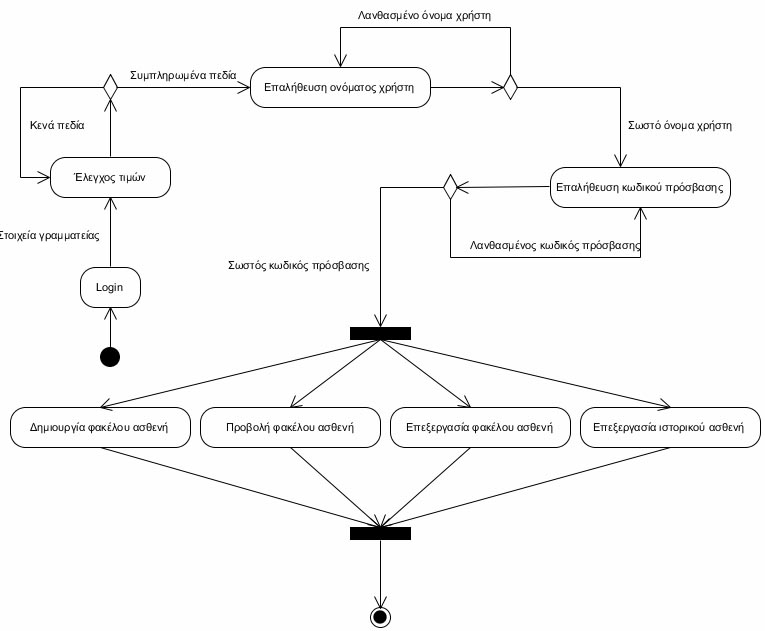 Λανθασμένο όνομα χρήστη
Συμπληρωμένα πεδία
Επαλήθευση ονόματος χρήστη
Κενά πεδία
Σωστό όνομα χρήστη
Έλεγχος τιμών
Επαλήθευση κωδικού πρόσβασης
Στοιχεία γραμματείας
Λανθασμένος κωδικός πρόσβασης
Σωστός κωδικός πρόσβασης
Login
Δημιουργία φακέλου ασθενή
Προβολή φακέλου ασθενή
Επεξεργασία φακέλου ασθενή
Επεξεργασία ιστορικού ασθενή